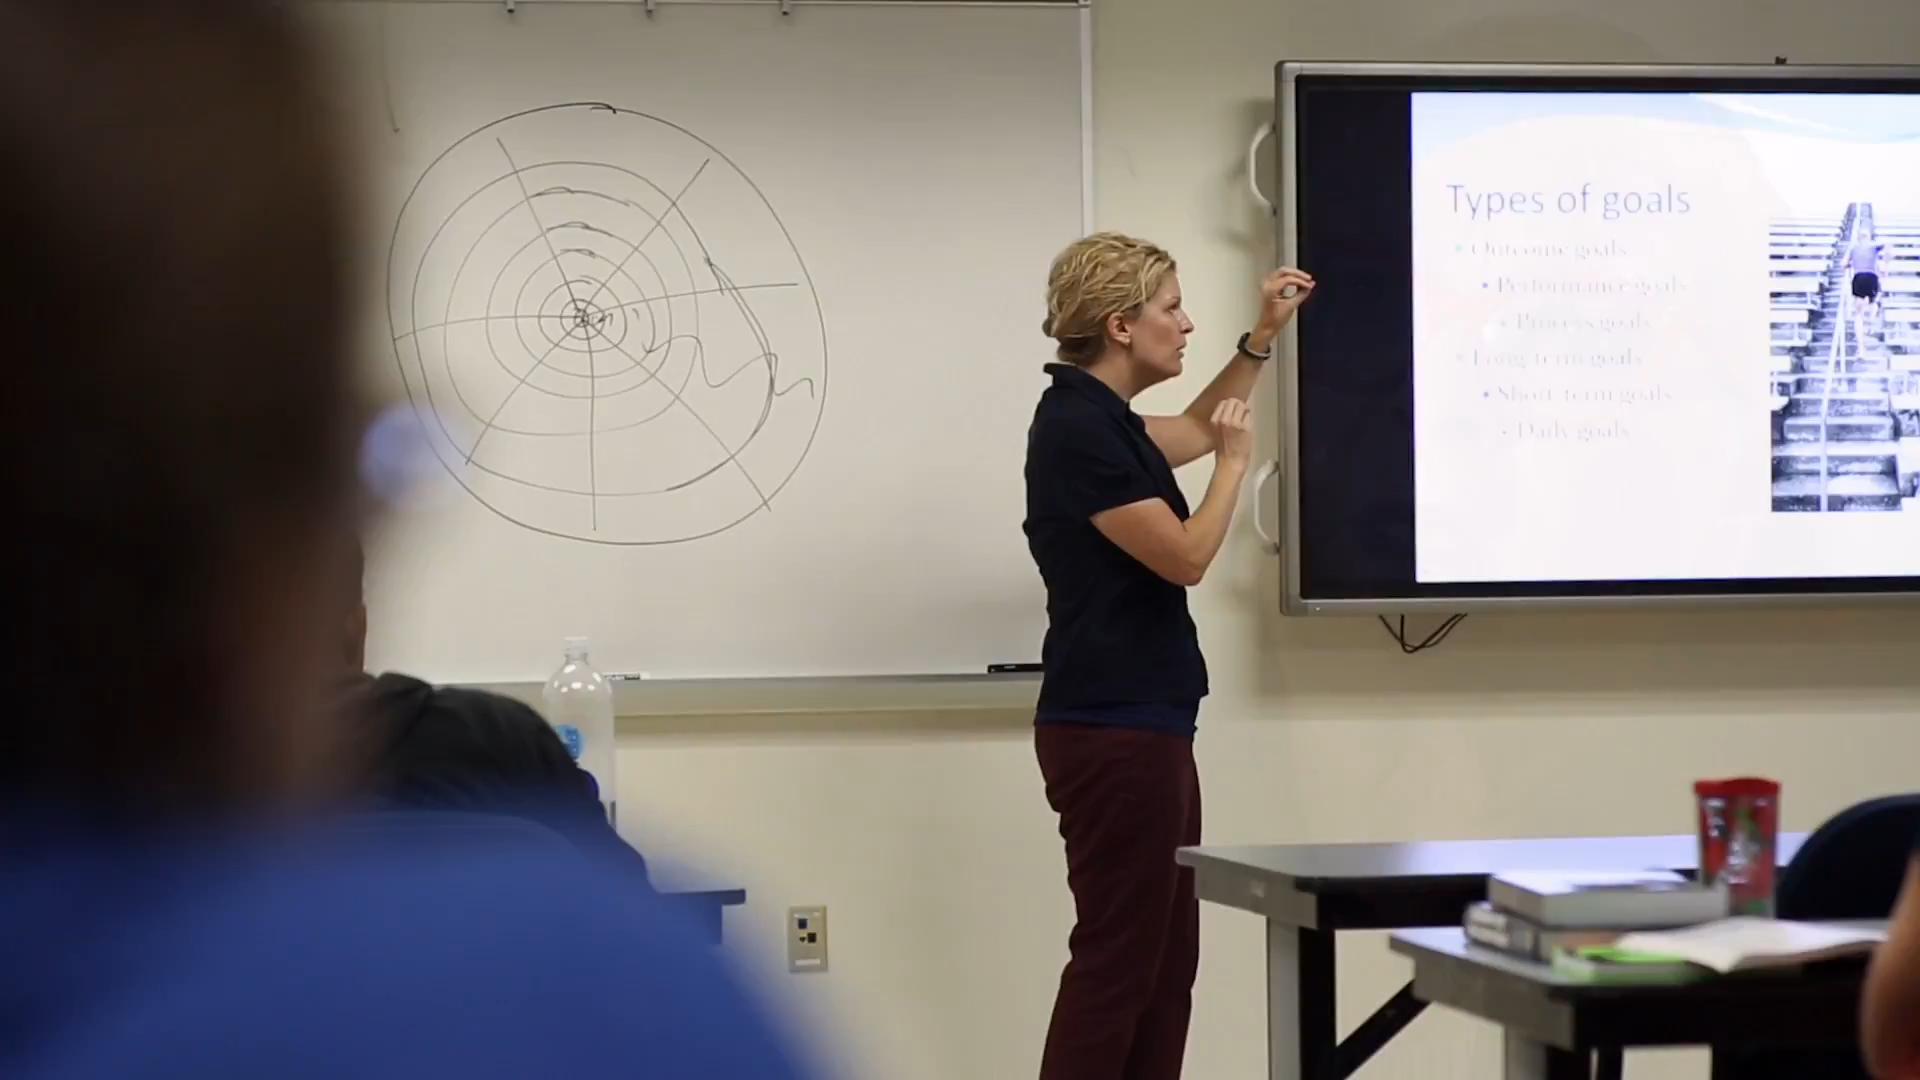 Types of goals
Outcome goals
Performance goals
Process goals
Long-term goals
Short-term goals
Daily goals